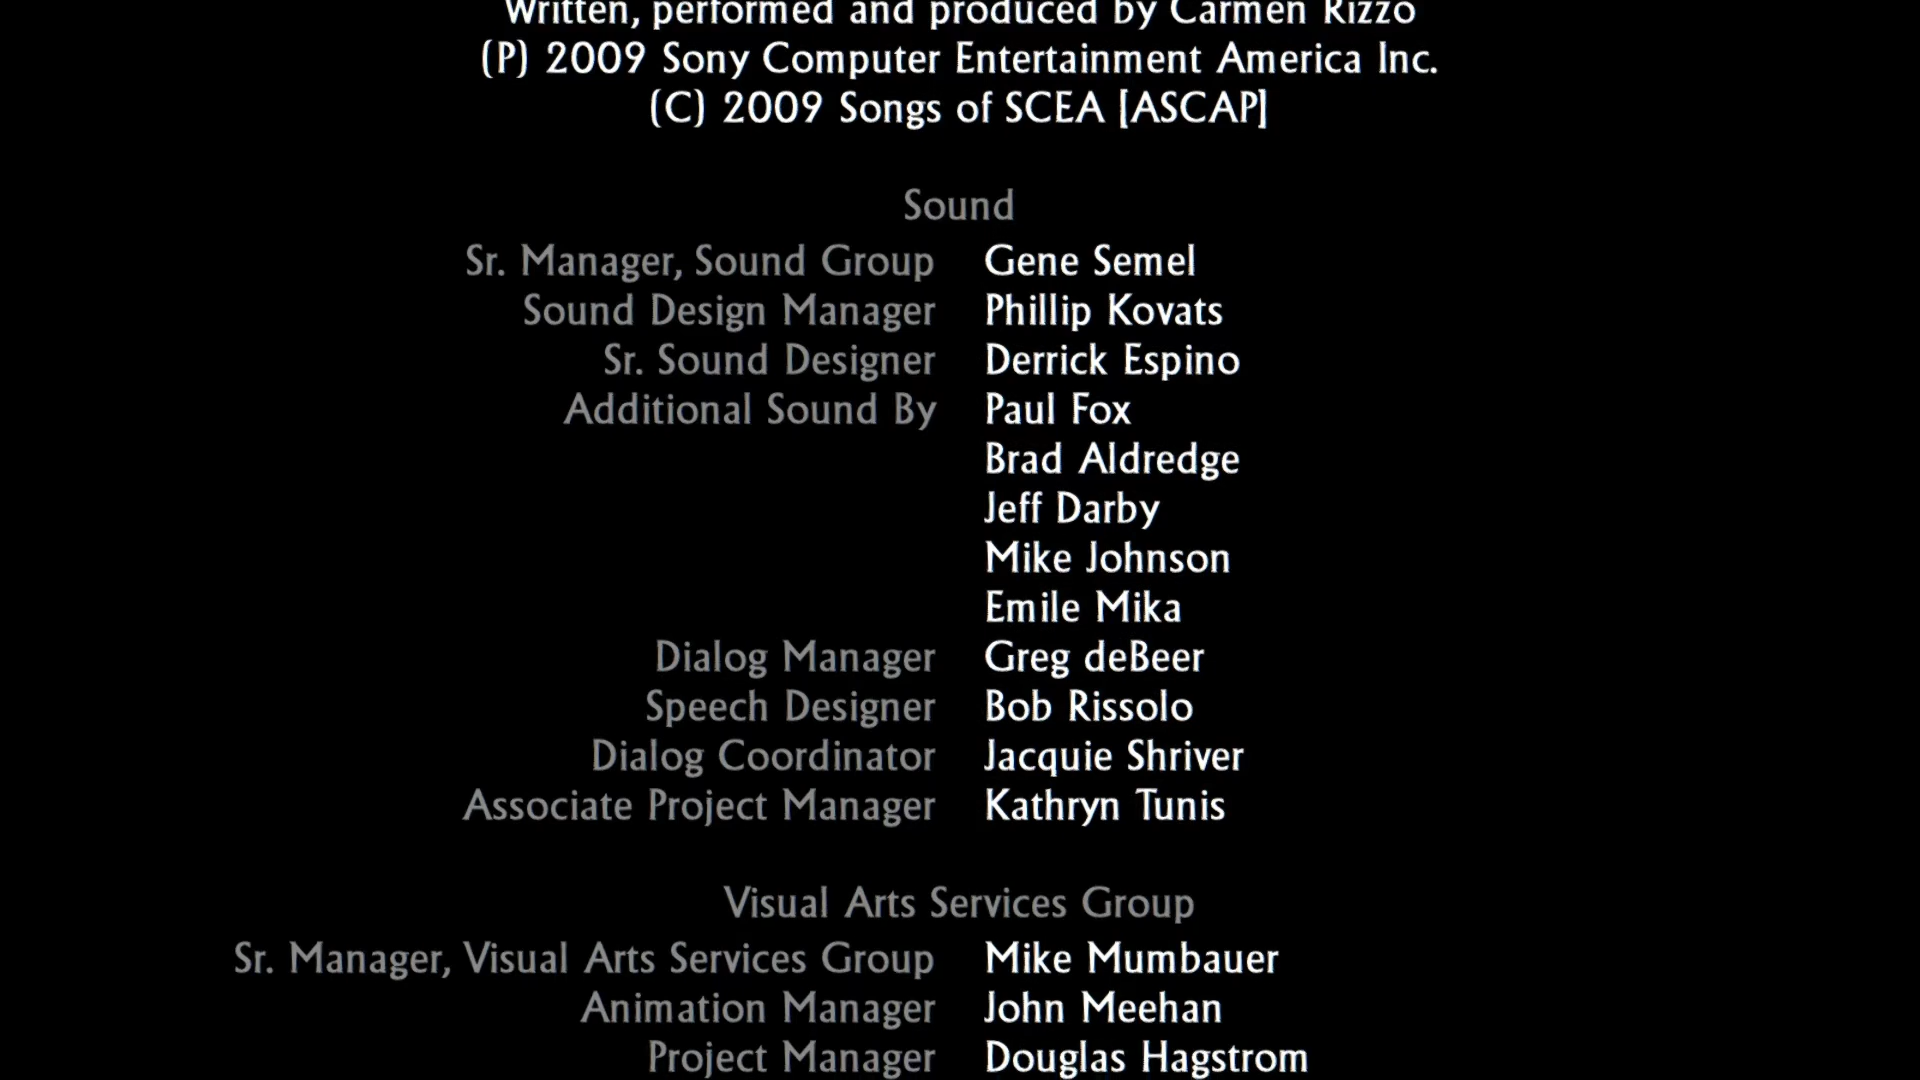 Written, performed and produced by Carmen Rizzo
(P) 2009 Sony Computer Entertainment America Inc.
(C) 2009 Songs of SCEA [ASCAP]
Sound
Sr. Manager, Sound Group Gene Semel
Sound Design Manager Phillip Kovats
Sr. Sound Designer Derrick Espino
Additional Sound By Paul Fox
Brad Aldredge
Jeff Darby
Mike Johnson
Emile Mika
Dialog Manager Greg deBeer
Speech Designer Bob Rissolo
Dialog Coordinator Jacquie Shriver
Associate Project Manager Kathryn Tunis
Visual Arts Services Group
Sr. Manager, Visual Arts Services Group Mike Mumbauer
Animation Manager John Meehan
Project Manager Douglas Hagstrom